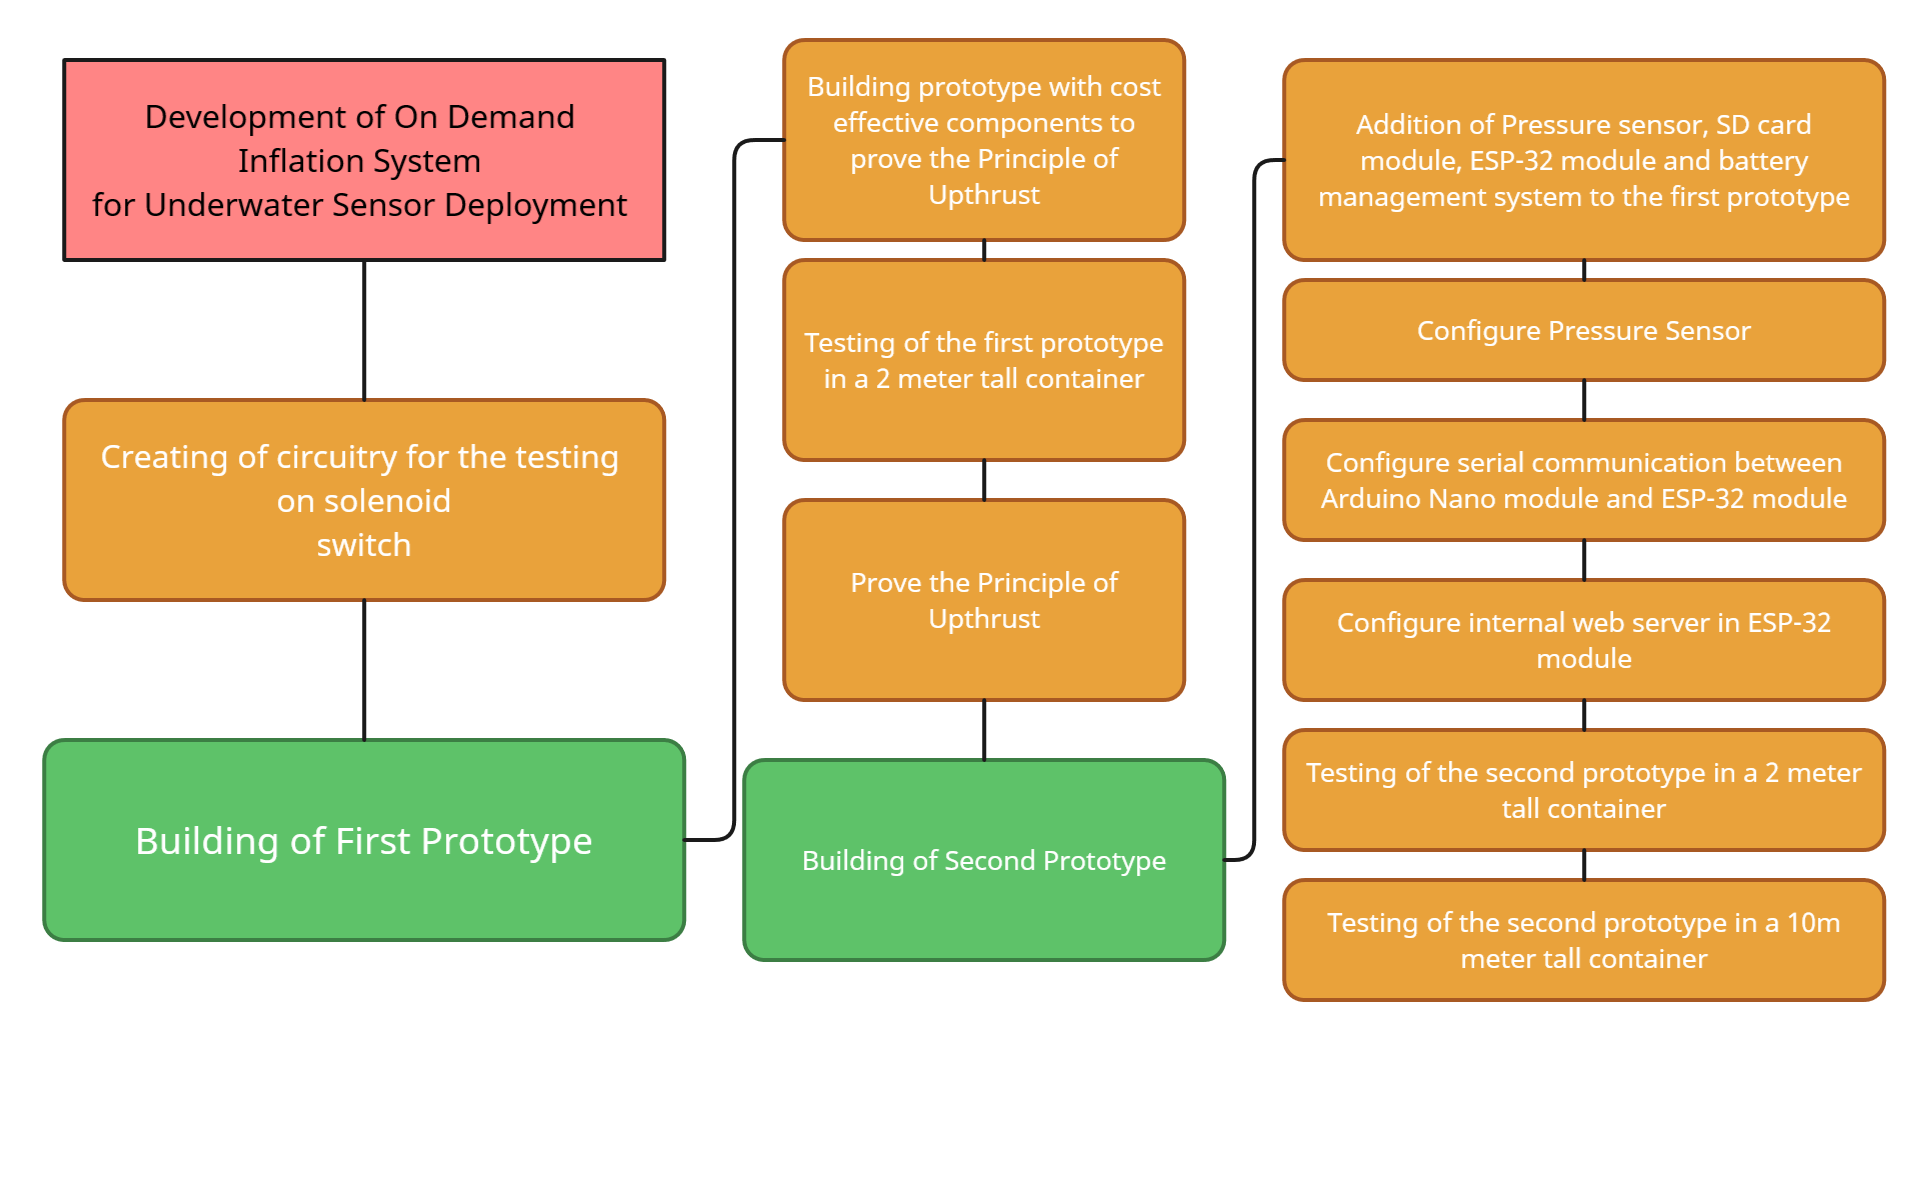 Development of On Demand
Inflation System
for Underwater Sensor Deployment
Creating of circuitry for the testing
on solenoid
switch
Building of First Prototype
Building prototype with cost
effective components to
prove the Principle of
Upthrust
Testing of the first prototype
in a 2 meter tall container
Prove the Principle of
Upthrust
Building of Second Prototype
Addition of Pressure sensor, SD card
module, ESP-32 module and battery
management system to the first prototype
Configure Pressure Sensor
Configure serial communication between
Arduino Nano module and ESP-32 module
Configure internal web server in ESP-32
module
Testing of the second prototype in a 2 meter
tall container
Testing of the second prototype in a 10m
meter tall container